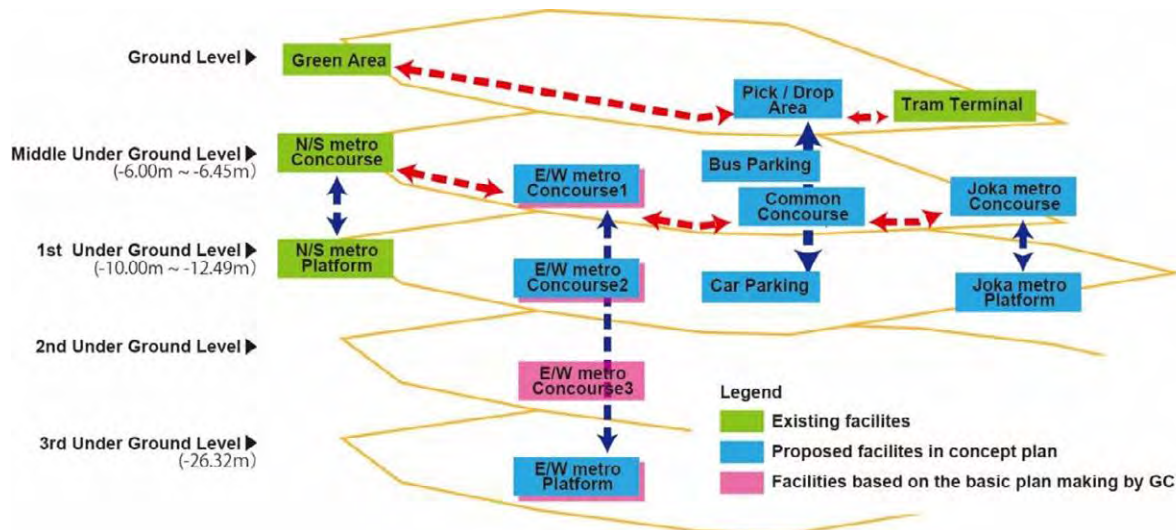 Ground Level ▶
Green Area
Pick / Drop
Area
Tram Terminal
Middle Under Ground Level ▶
(-6.00m ~ -6.45m)
N/S metro
Concourse
E/W metro
Concourse1
Bus Parking
Common
Concourse
Joka metro
Concourse
1st Under Ground Level ▶
(-10.00m ~ -12.49m)
N/S metro
Platform
E/W metro
Concourse2
Car Parking
Joka metro
Platform
2nd Under Ground Level ▶
E/W metro
Concourse3
3rd Under Ground Level ▶
(-26.32m)
E/W metro
Platform
Legend
Existing facilites
Proposed facilites in concept plan
Facilities based on the basic plan making by GC